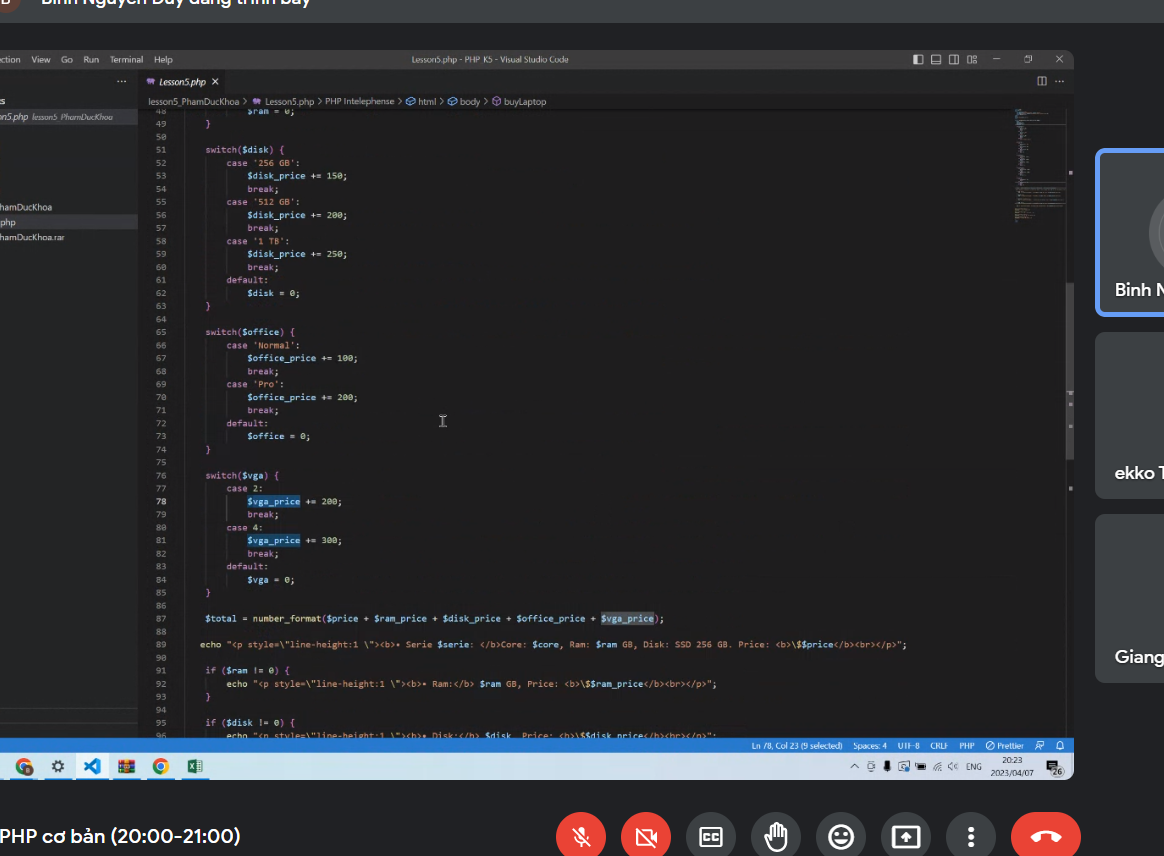 Binh Nguyen Duy đang trình bày
View Go Run Terminal Help
Lesson5.php - PHP K5 - Visual Studio Code
Lesson5.php
lesson5_PhamDucKhoa > Lesson5.php > PHP Intelephense > html > body > buyLaptop
lesson5_PhamDucKhoa
hamDucKhoa
php
hamDucKhoa.rar
48 $ram = 0;
49 }
50
51 switch($disk) {
52 case '256 GB':
53 $disk_price += 150;
54 break;
55 case '512 GB':
56 $disk_price += 200;
57 break;
58 case '1 TB':
59 $disk_price += 250;
60 break;
61 default:
62 $disk = 0;
63 }
64
65 switch($office) {
66 case 'Normal':
67 $office_price += 100;
68 break;
69 case 'Pro':
70 $office_price += 200;
71 break;
72 default:
73 $office = 0;
74 }
75
76 switch($vga) {
77 case 2:
78 $vga_price += 200;
79 break;
80 case 4:
81 $vga_price += 300;
82 break;
83 default:
84 $vga = 0;
85 }
86
87 $total = number_format($price + $ram_price + $disk_price + $office_price + $vga_price);
88
89 echo "<p style=\"line-height:1 \"><b>• Serie $serie: </b>Core: $core, Ram: $ram GB, Disk: SSD 256 GB. Price: <b>\$$price</b><br></p>";
90
91 if ($ram != 0) {
92 echo "<p style=\"line-height:1 \"><b>• Ram:</b> $ram GB, Price: <b>\$$ram_price</b><br></p>";
93 }
94
95 if ($disk != 0) {
96 echo "<p style=\"line-height:1 \"><b>• Disk:</b> $disk, Price: <b>\$$disk_price</b><br></p>";
Ln 78, Col 23 (9 selected) Spaces: 4 UTF-8 CRLF PHP Prettier
ENG
20:23
2023/04/07
26
Binh N
ekko T
Giang
PHP cơ bản (20:00-21:00)